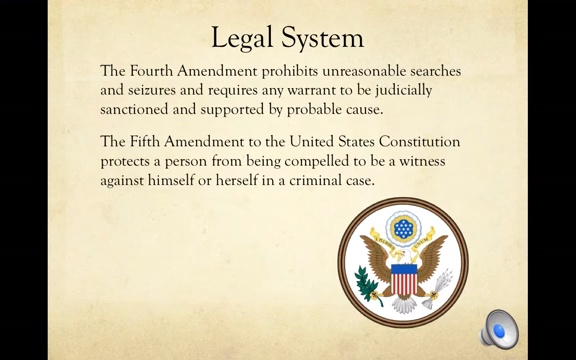 Legal System
The Fourth Amendment prohibits unreasonable searches
and seizures and requires any warrant to be judicially
sanctioned and supported by probable cause.
The Fifth Amendment to the United States Constitution
protects a person from being compelled to be a witness
against himself or herself in a criminal case.